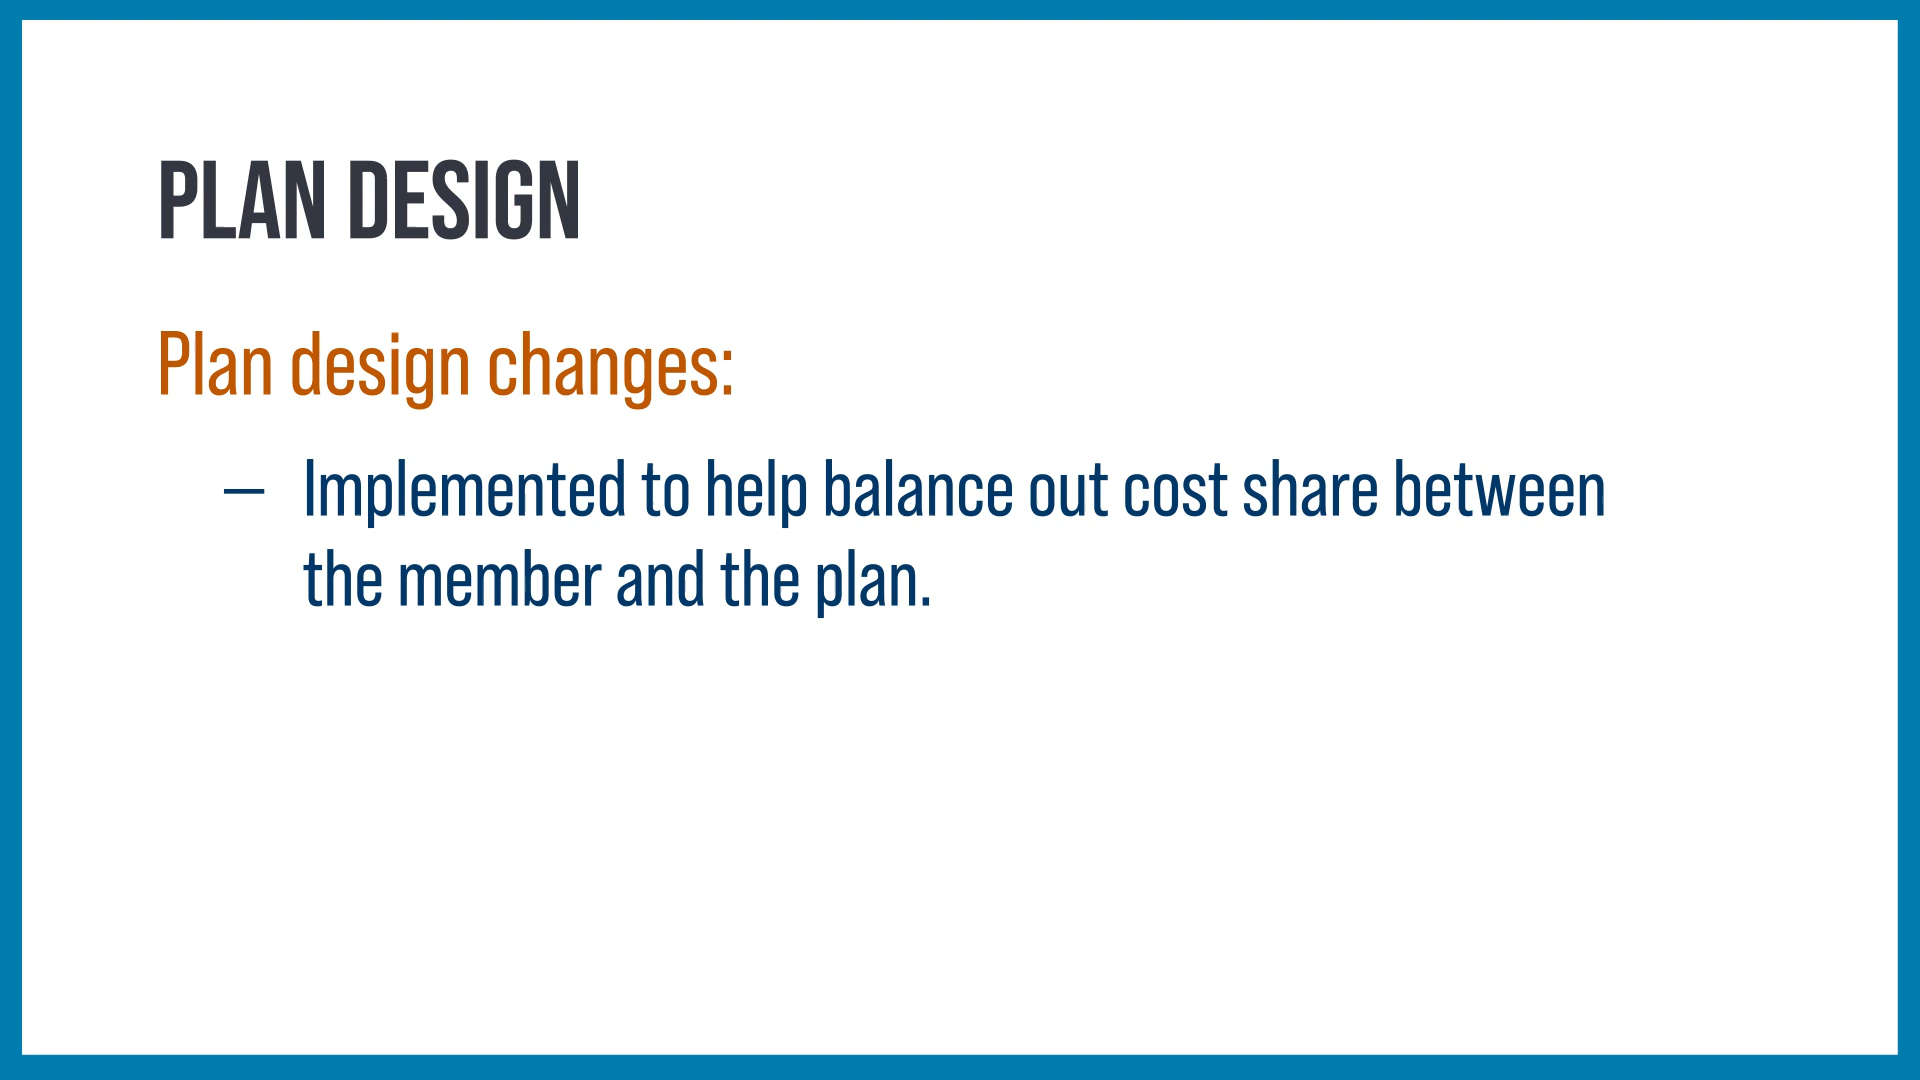 PLAN DESIGN
Plan design changes:
– Implemented to help balance out cost share between
the member and the plan.